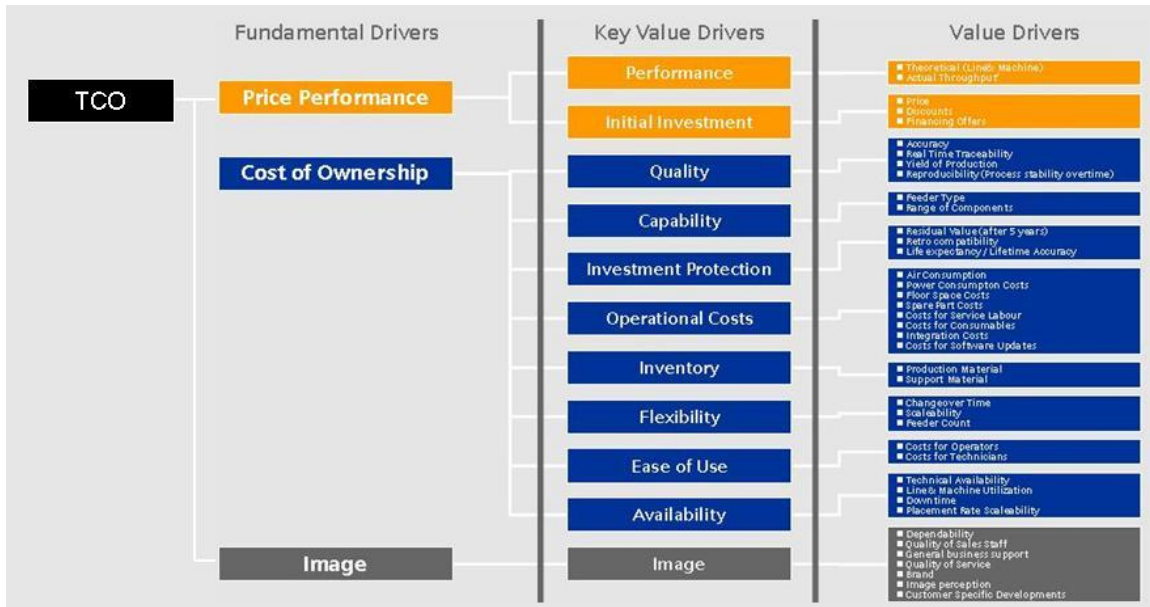 Fundamental Drivers
Key Value Drivers
Value Drivers
TCO
Price Performance
Cost of Ownership
Image
Performance
Initial Investment
Quality
Capability
Investment Protection
Operational Costs
Inventory
Flexibility
Ease of Use
Availability
Image
■ Theoretical (Line& Machine)
■ Actual Throughput
■ Price
■ Discounts
■ Financing Offers
■ Accuracy
■ Real Time Traceability
■ Yield of Production
■ Reproducibility (Process stability overtime)
■ Feeder Type
■ Range of Components
■ Residual Value (after 5 years)
■ Retro compatibility
■ Life expectancy / Lifetime Accuracy
■ Air Consumption
■ Power Consumpton Costs
■ Floor Space Costs
■ Spare Part Costs
■ Costs for Service Labour
■ Costs for Consumables
■ Integration Costs
■ Costs for Software Updates
■ Production Material
■ Support Material
■ Changeover Time
■ Scaleability
■ Feeder Count
■ Costs for Operators
■ Costs for Technicians
■ Technical Availability
■ Line& Machine Utilization
■ Downtime
■ Placement Rate Scaleability
■ Dependability
■ Quality of Sales Staff
■ General business support
■ Quality of Service
■ Brand
■ Image perception
■ Customer Specific Developments